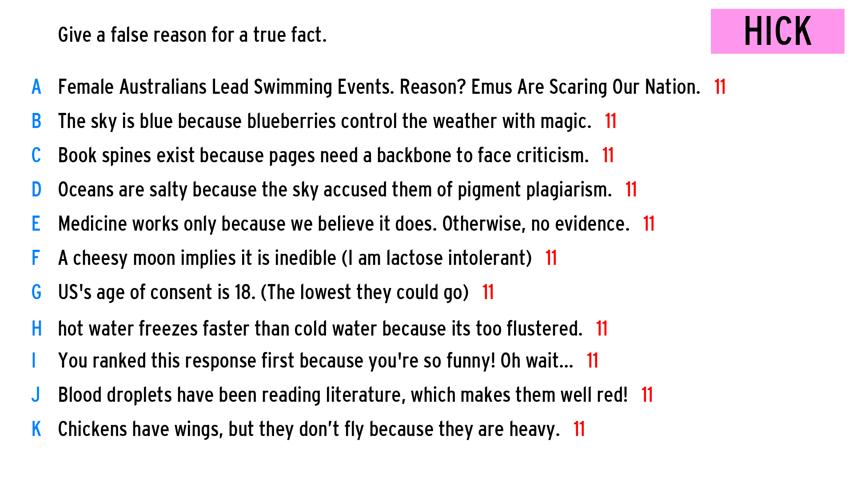 Give a false reason for a true fact.
HICK
A Female Australians Lead Swimming Events. Reason? Emus Are Scaring Our Nation. 11
B The sky is blue because blueberries control the weather with magic. 11
C Book spines exist because pages need a backbone to face criticism. 11
D Oceans are salty because the sky accused them of pigment plagiarism. 11
E Medicine works only because we believe it does. Otherwise, no evidence. 11
F A cheesy moon implies it is inedible (I am lactose intolerant) 11
G US's age of consent is 18. (The lowest they could go) 11
H hot water freezes faster than cold water because its too flustered. 11
I You ranked this response first because you're so funny! Oh wait... 11
J Blood droplets have been reading literature, which makes them well red! 11
K Chickens have wings, but they don’t fly because they are heavy. 11